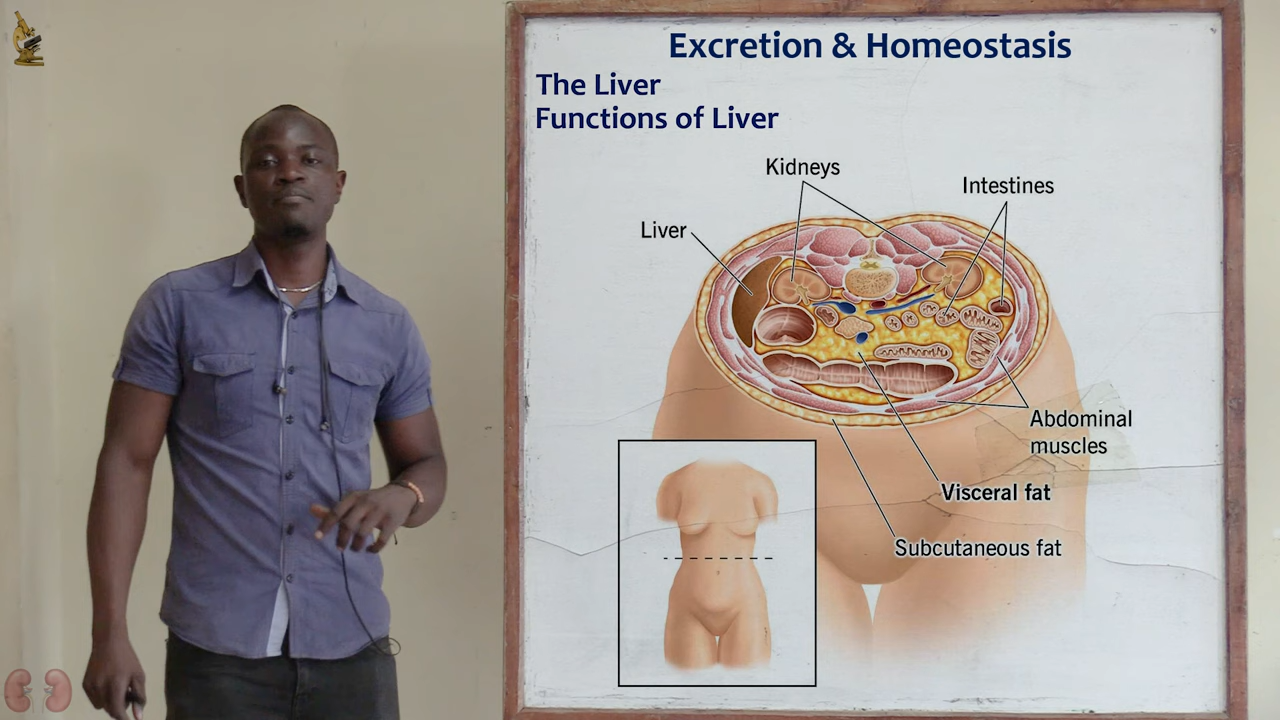 Excretion & Homeostasis
The Liver
Functions of Liver
Kidneys
Intestines
Liver
Abdominal
muscles
Visceral fat
Subcutaneous fat